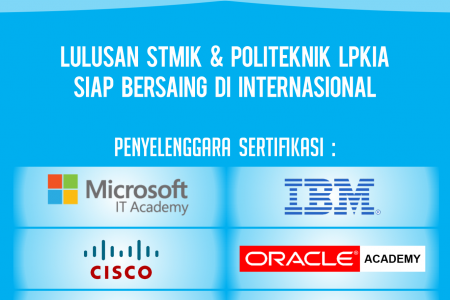 LULUSAN STMIK & POLITEKNIK LPKIA
SIAP BERSAING DI INTERNASIONAL
PENYELENGGARA SERTIFIKASI :
Microsoft
IT Academy
IBM®
CISCO
ORACLE ACADEMY